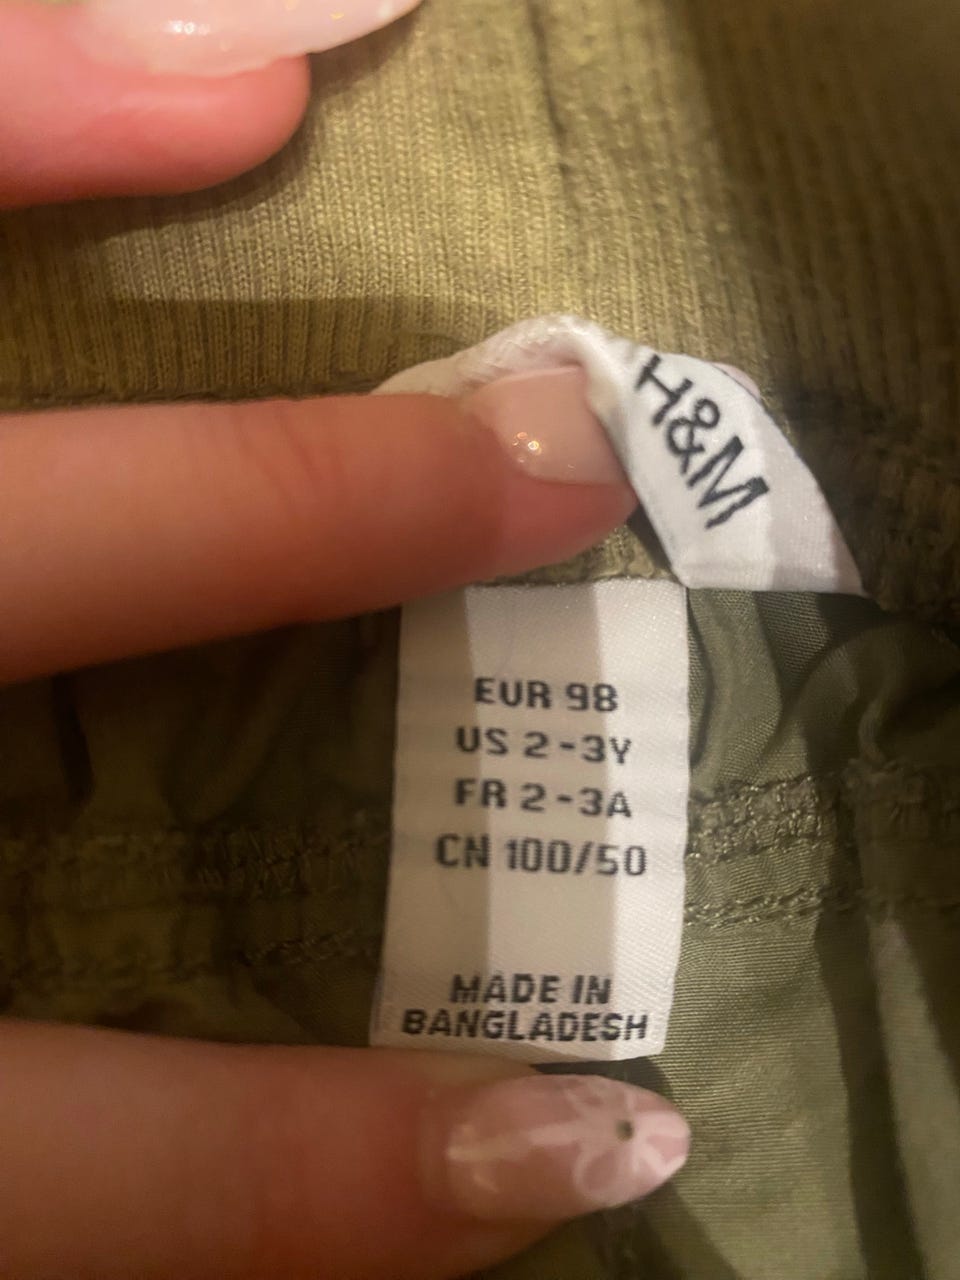 H&M
EUR 98
US 2-3Y
FR 2-3A
CN 100/50
MADE IN
BANGLADESH